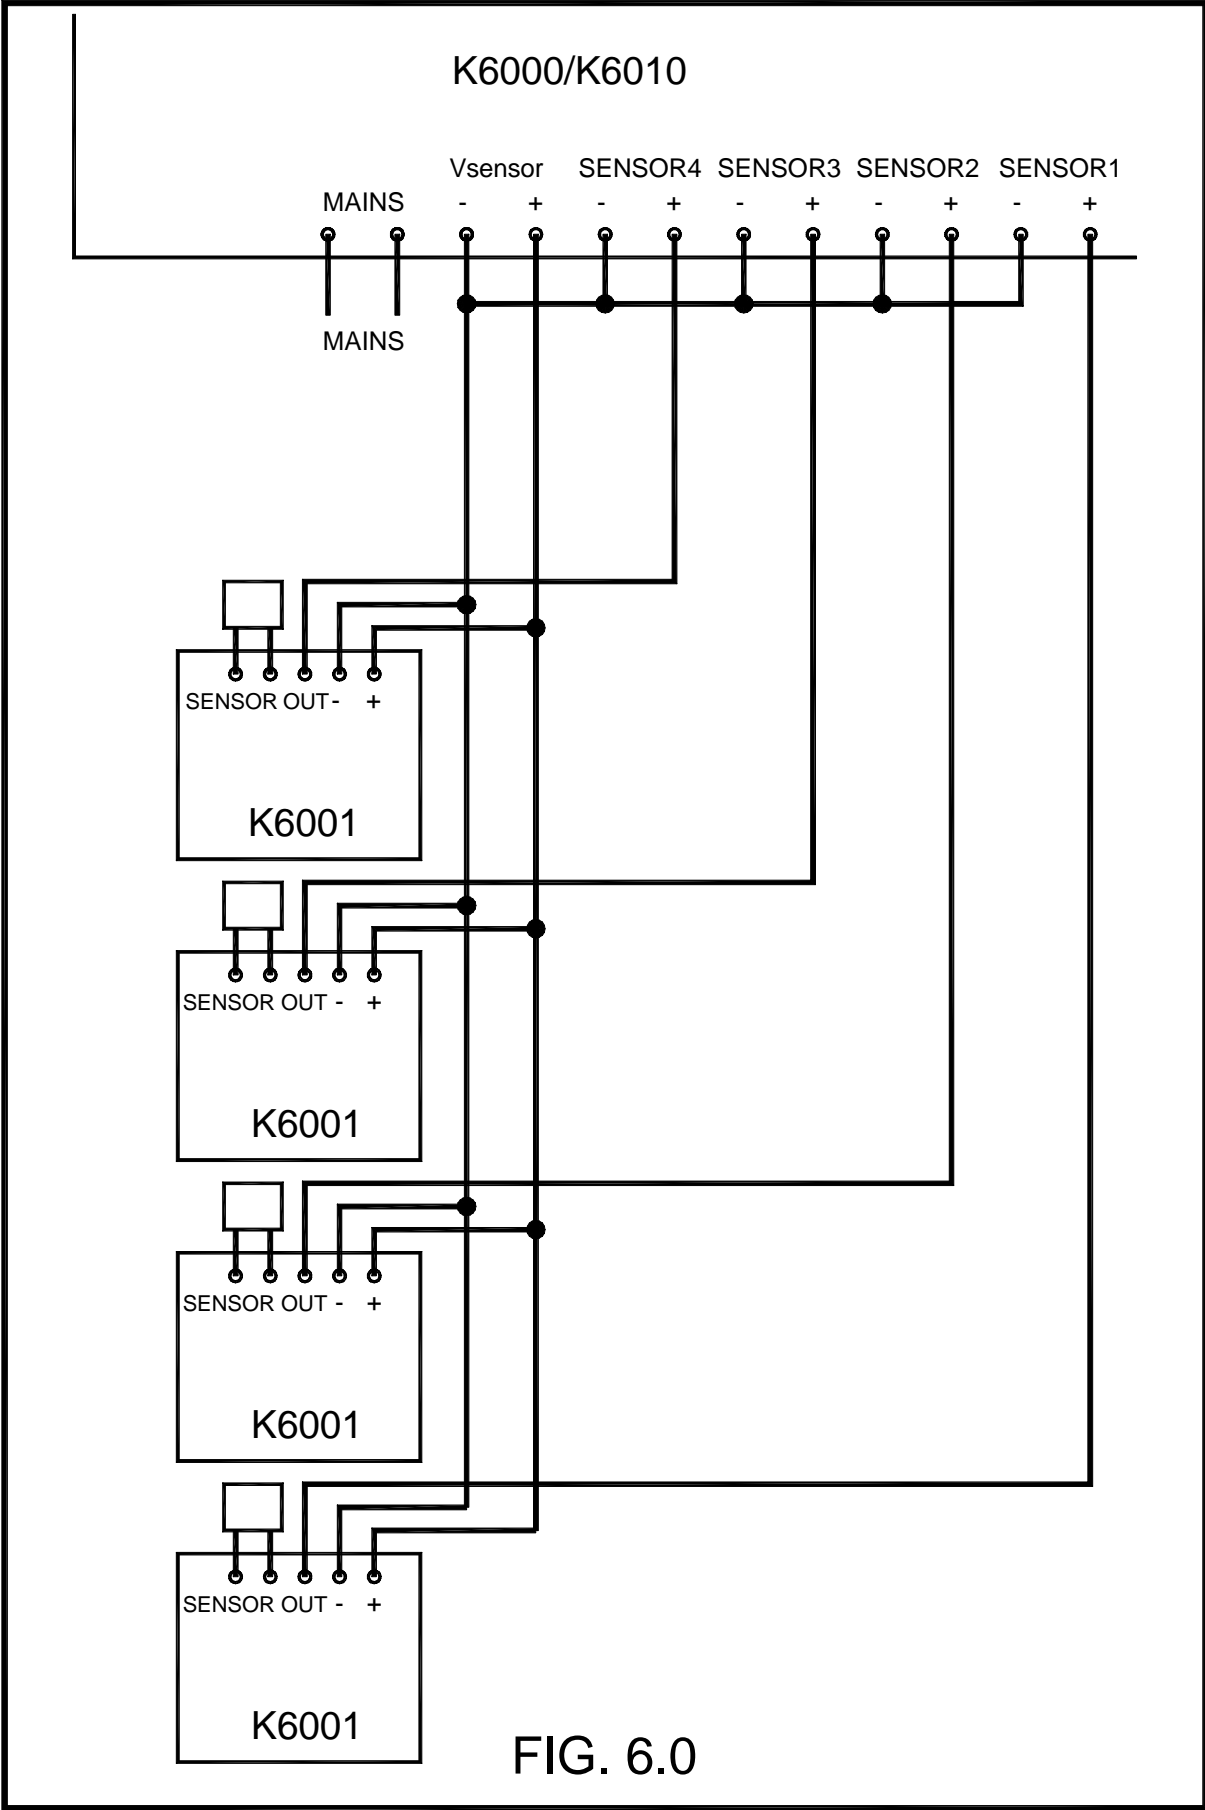 K6000/K6010
Vsensor SENSOR4 SENSOR3 SENSOR2 SENSOR1
MAINS - + - + - + - + - +
MAINS
SENSOR OUT - +
K6001
SENSOR OUT - +
K6001
SENSOR OUT - +
K6001
SENSOR OUT - +
K6001
FIG. 6.0